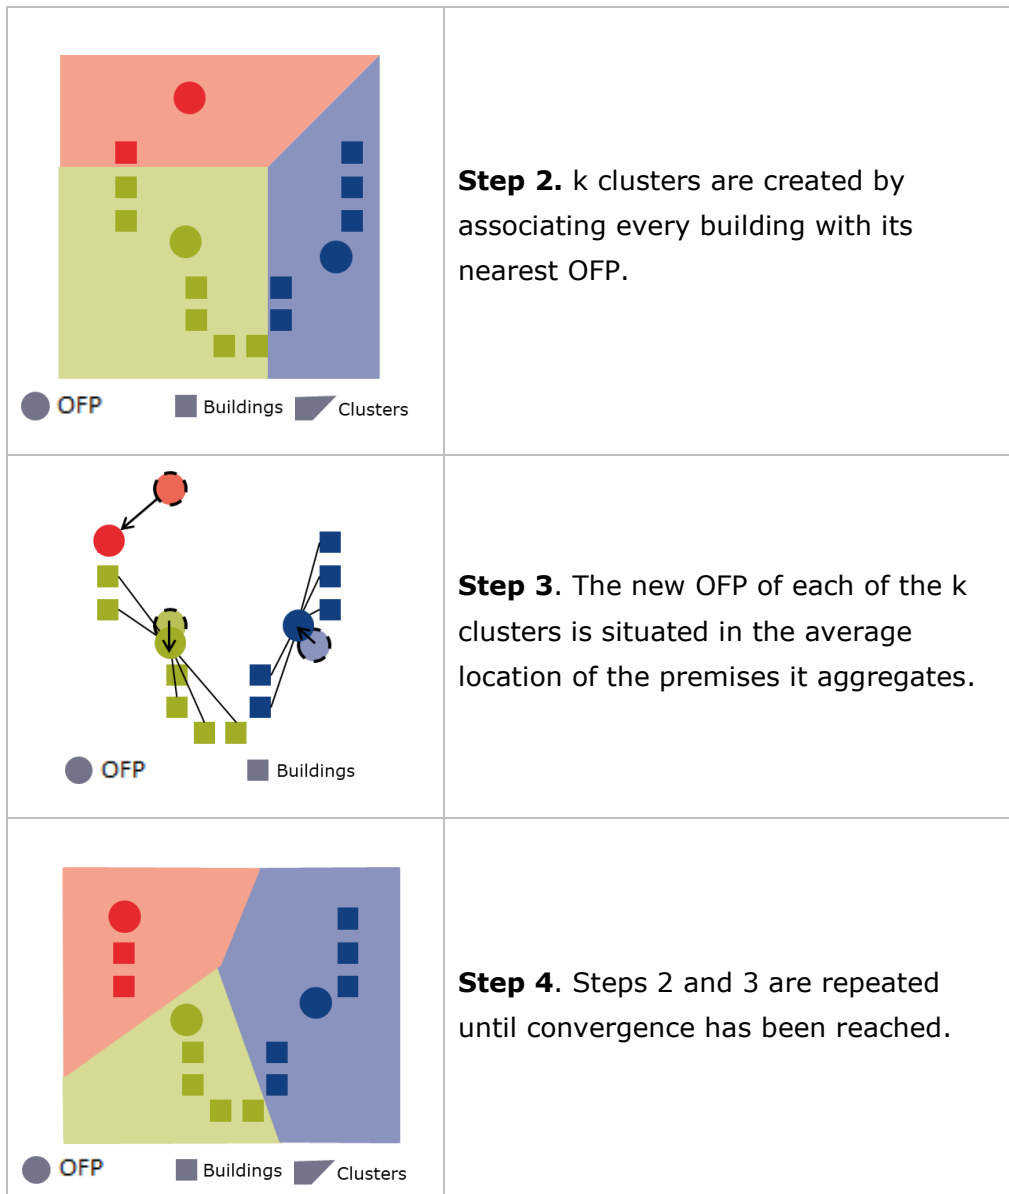 Step 2. k clusters are created by
associating every building with its
nearest OFP.
OFP Buildings Clusters
Step 3. The new OFP of each of the k
clusters is situated in the average
location of the premises it aggregates.
OFP Buildings
Step 4. Steps 2 and 3 are repeated
until convergence has been reached.
OFP Buildings Clusters